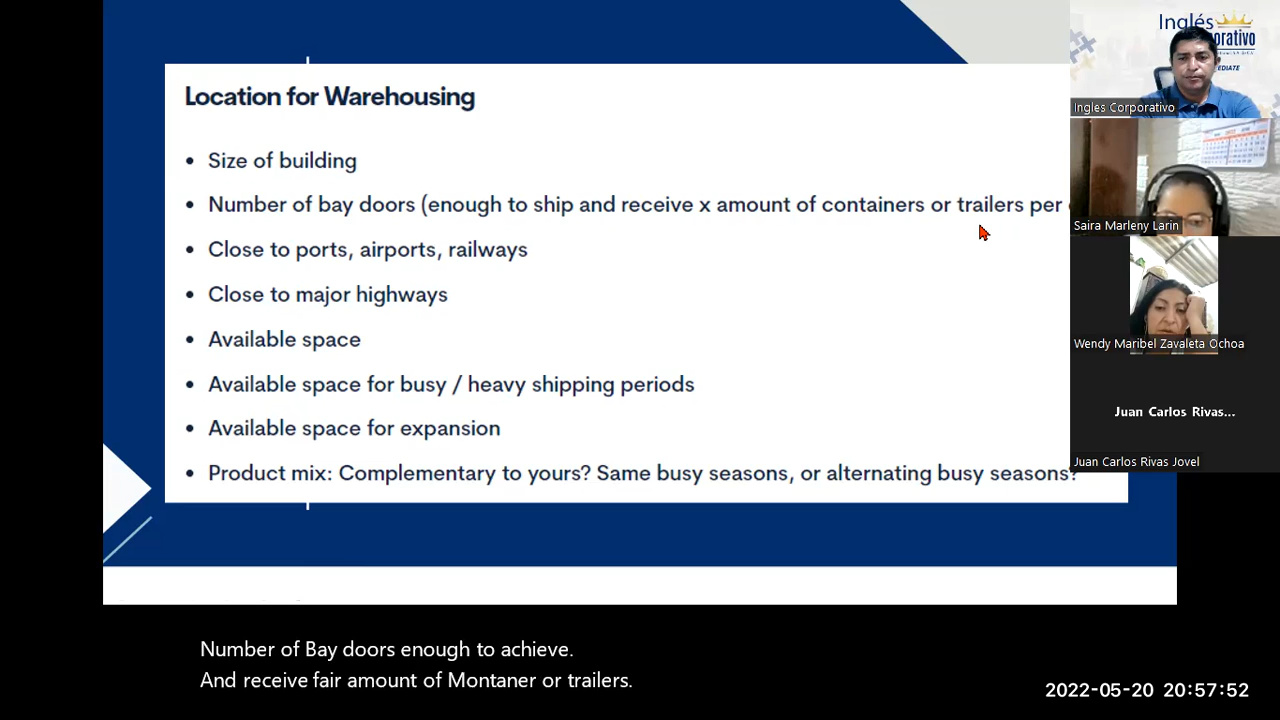 Location for Warehousing
• Size of building
• Number of bay doors (enough to ship and receive x amount of containers or trailers per
• Close to ports, airports, railways
• Close to major highways
• Available space
• Available space for busy / heavy shipping periods
• Available space for expansion
• Product mix: Complementary to yours? Same busy seasons, or alternating busy seasons?
Inglés
orativo
EDIATE
Ingles Corporativo
Saira Marleny Larin
Wendy Maribel Zavaleta Ochoa
Juan Carlos Rivas...
Juan Carlos Rivas Jovel
Number of Bay doors enough to achieve.
And receive fair amount of Montaner or trailers.
2022-05-20 20:57:52